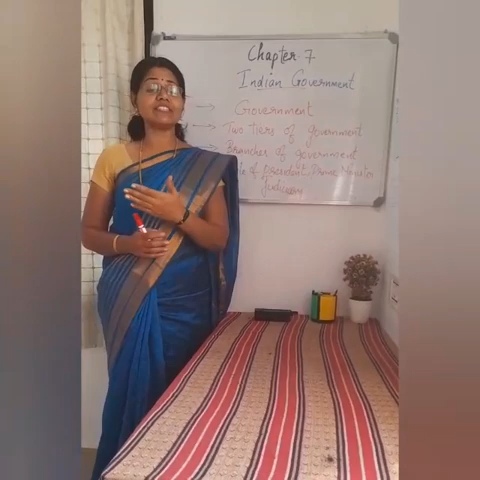 Chapter 7
Indian Government
→ Government
→ Two tiers of government
Branches of government
of president, Prime Minister
Judiciary